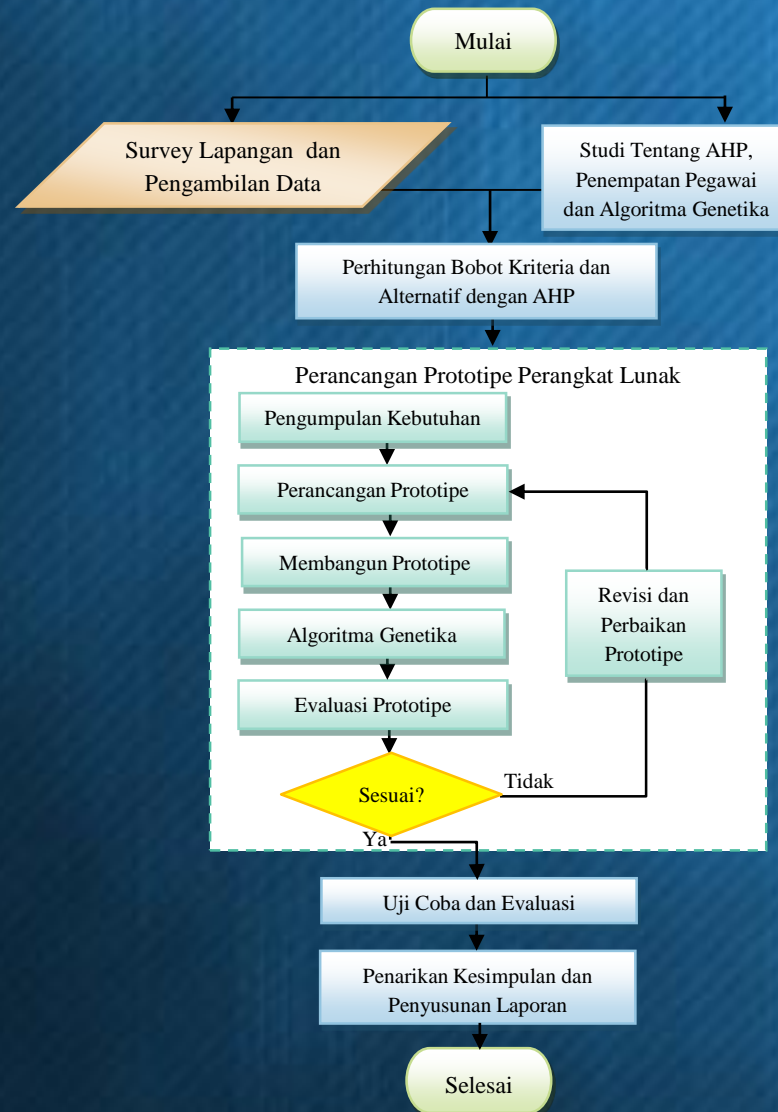 Mulai
Survey Lapangan dan
Pengambilan Data
Studi Tentang AHP,
Penempatan Pegawai
dan Algoritma Genetika
Perhitungan Bobot Kriteria dan
Alternatif dengan AHP
Perancangan Prototipe Perangkat Lunak
Pengumpulan Kebutuhan
Perancangan Prototipe
Membangun Prototipe
Algoritma Genetika
Evaluasi Prototipe
Revisi dan
Perbaikan
Prototipe
Sesuai?
Tidak
Ya
Uji Coba dan Evaluasi
Penarikan Kesimpulan dan
Penyusunan Laporan
Selesai